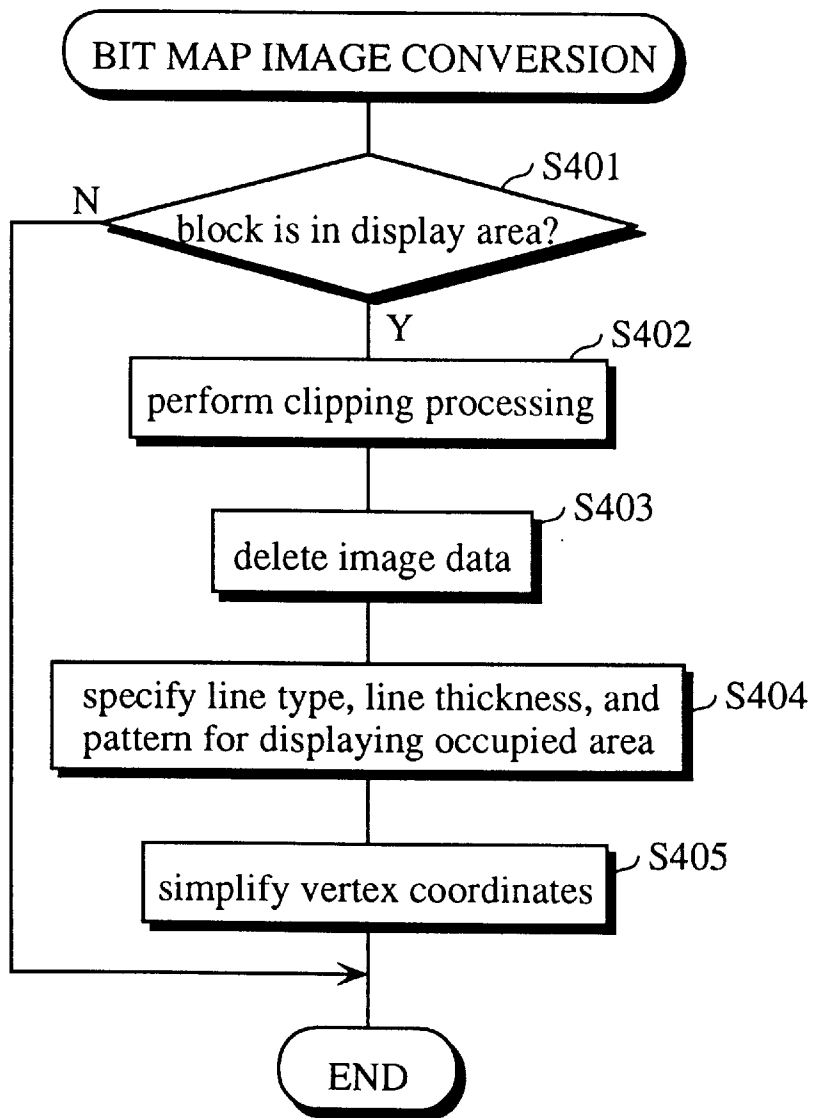 BIT MAP IMAGE CONVERSION
S401
N
block is in display area?
Y
S402
perform clipping processing
S403
delete image data
S404
specify line type, line thickness, and
pattern for displaying occupied area
S405
simplify vertex coordinates
END